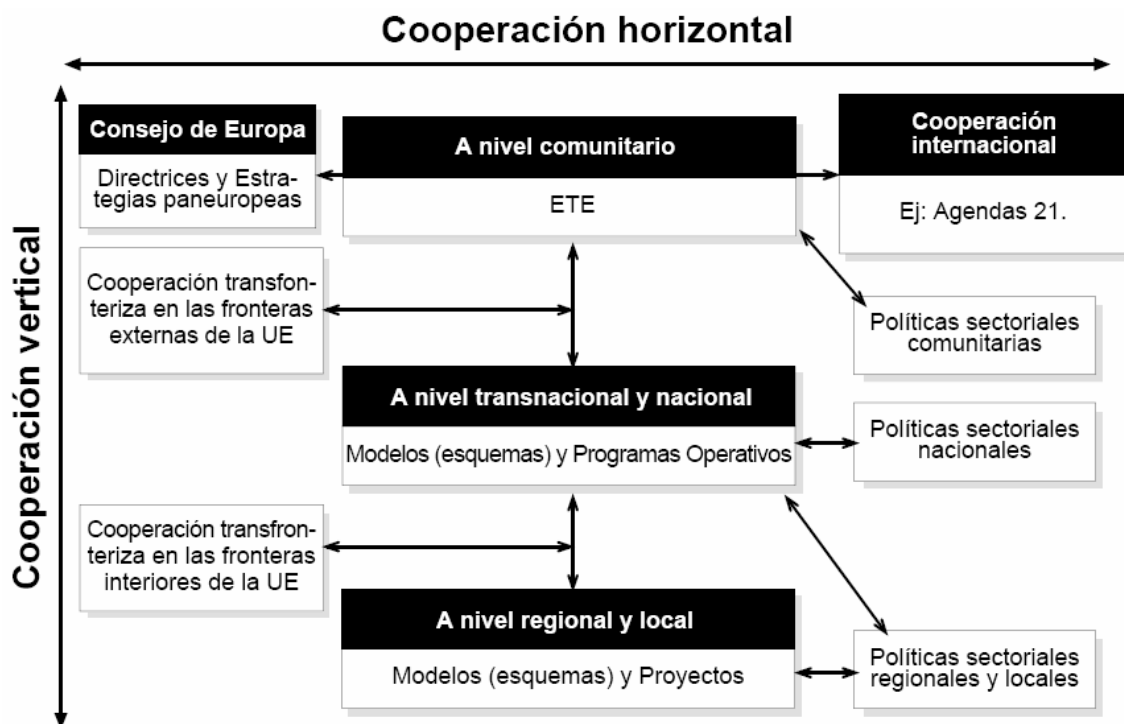 Cooperación horizontal
Cooperación vertical
Consejo de Europa
Directrices y Estra-
tegias paneuropeas
A nivel comunitario
ETE
Cooperación
internacional
Ej: Agendas 21.
Cooperación transfon-
teriza en las fronteras
externas de la UE
Políticas sectoriales
comunitarias
A nivel transnacional y nacional
Modelos (esquemas) y Programas Operativos
Políticas sectoriales
nacionales
Cooperación transfron-
teriza en las fronteras
interiores de la UE
A nivel regional y local
Modelos (esquemas) y Proyectos
Políticas sectoriales
regionales y locales